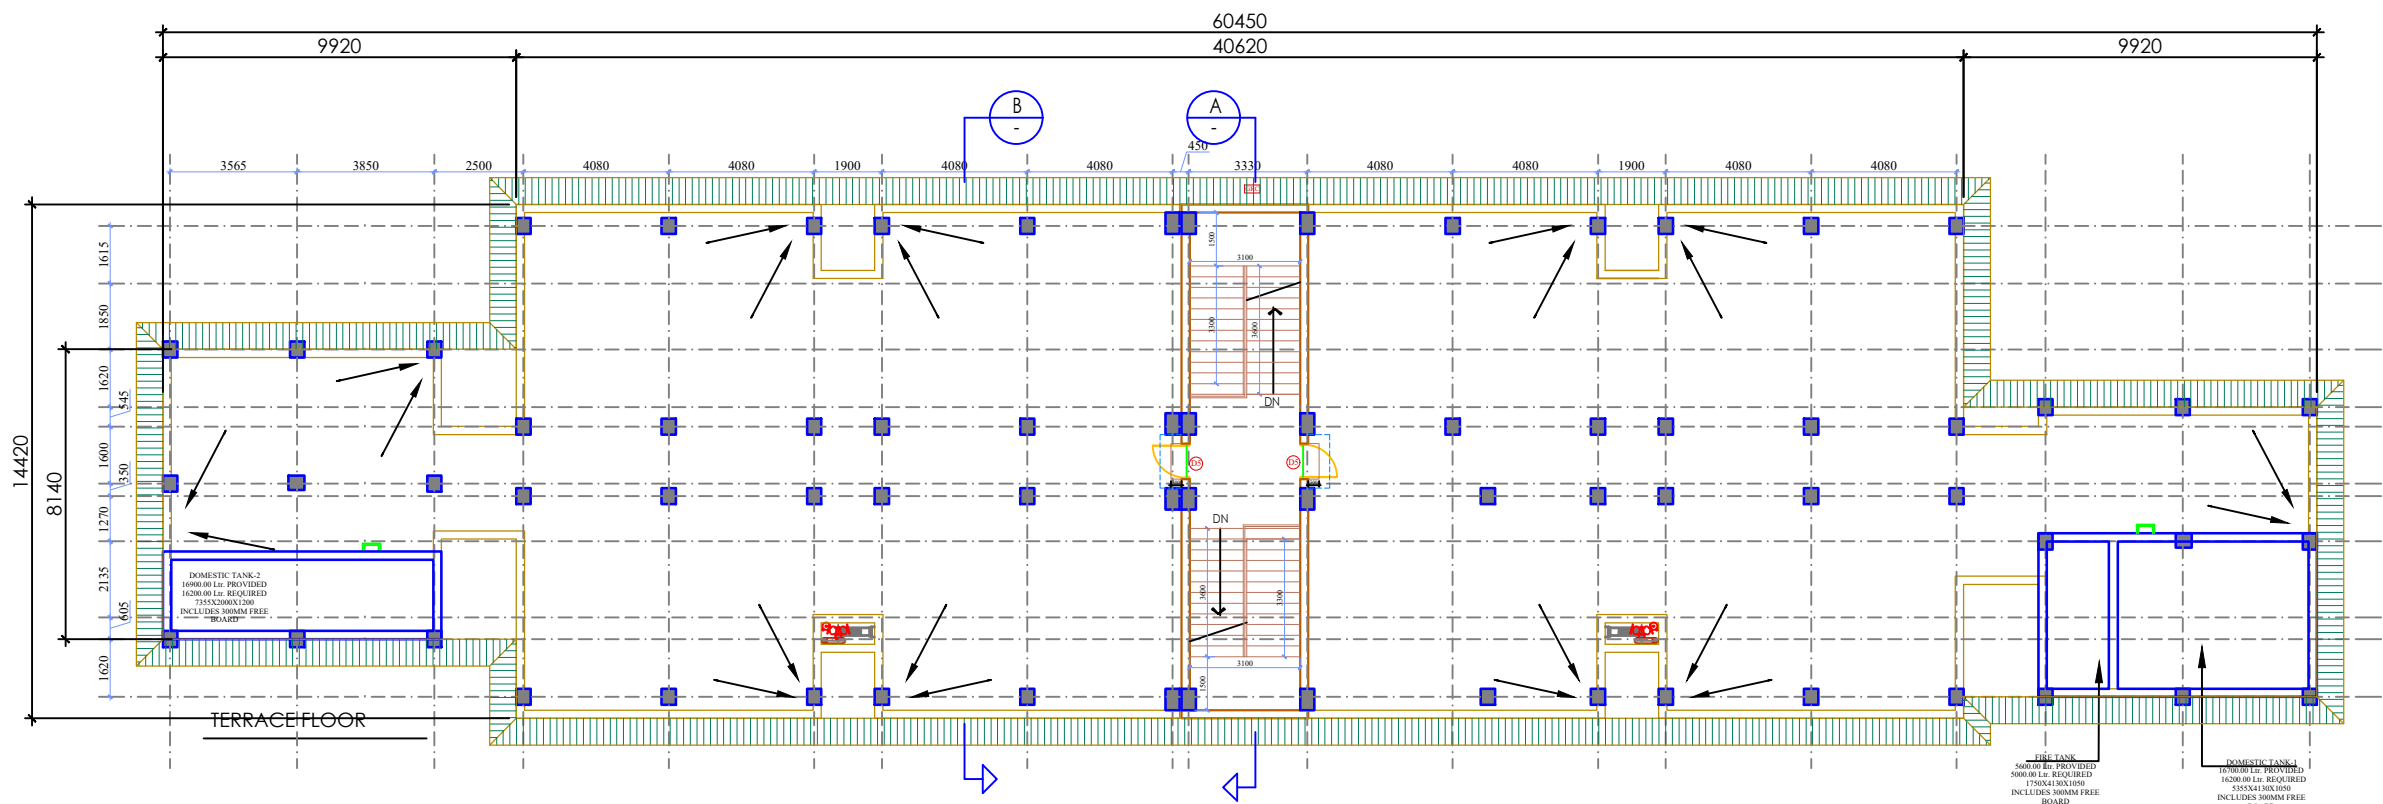 60450
9920
40620
9920
B
-
A
-
450
3565
3850
2500
4080
4080
1900
4080
4080
3330
4080
4080
1900
4080
4080
1500
3100
3300
3600
DN
D5
D5
DN
3600
3300
3100
1500
14420
8140
1615
1850
1620
545
1600
350
1270
2135
605
1620
DOMESTIC TANK-2
16900.00 Ltr. PROVIDED
16200.00 Ltr. REQUIRED
7355X2000X1200
INCLUDES 300MM FREE
BOARD
TERRACE FLOOR
FIRE TANK
5600.00 Ltr. PROVIDED
5000.00 Ltr. REQUIRED
1750X4130X1050
INCLUDES 300MM FREE
BOARD
DOMESTIC TANK-1
16700.00 Ltr. PROVIDED
16200.00 Ltr. REQUIRED
5355X4130X1050
INCLUDES 300MM FREE